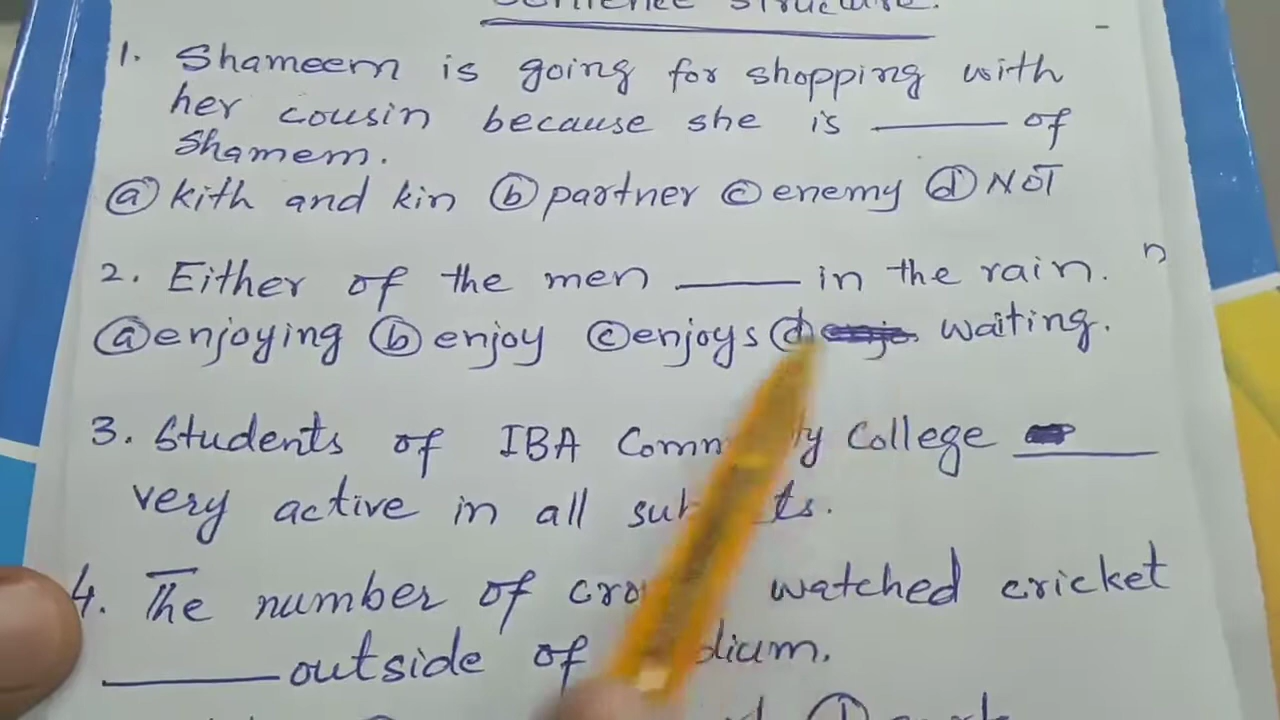 Sentence Structure.
1. Shameem is going for shopping with
her cousin because she is ______ of
Shamem.
ⓐ kith and kin ⓑ partner ⓒ enemy ⓓ NOT
2. Either of the men ______ in the rain. n
ⓐ enjoying ⓑ enjoy ⓒ enjoys ⓓ waiting.
3. Students of IBA College ______
very active in all
4. The number of watched cricket
______ outside of